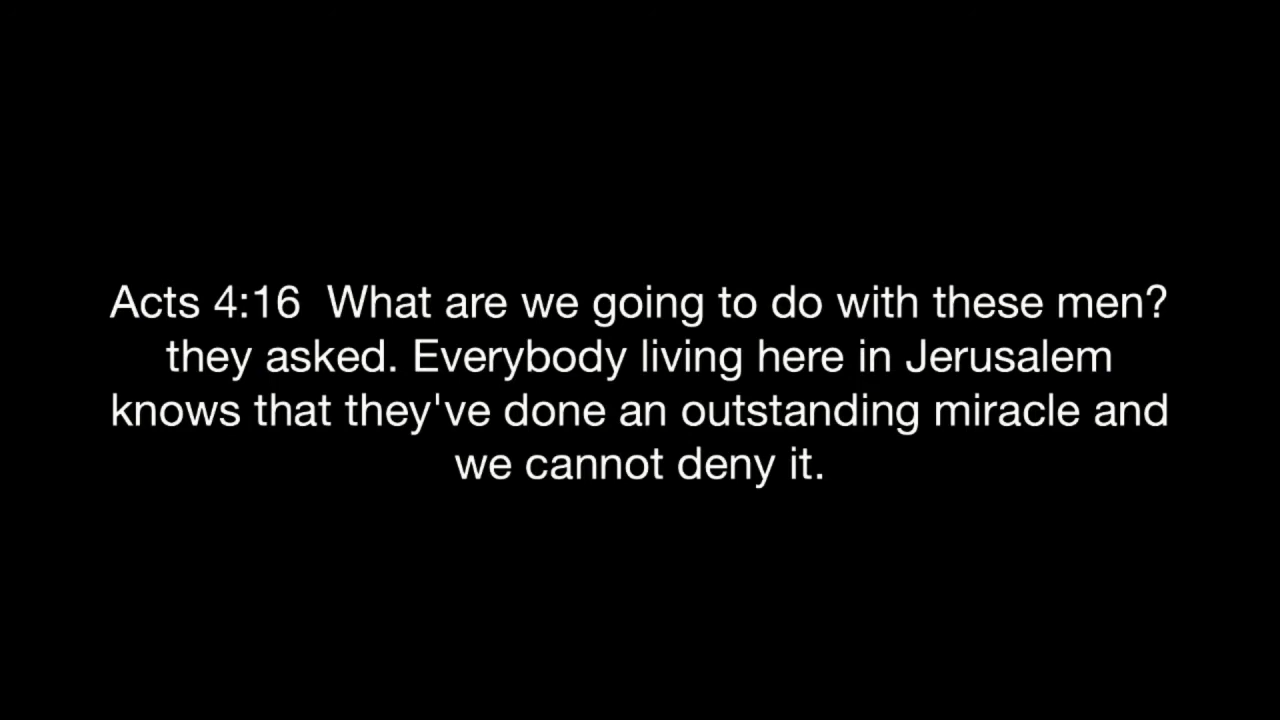 Acts 4:16  What are we going to do with these men?
they asked. Everybody living here in Jerusalem
knows that they've done an outstanding miracle and
we cannot deny it.